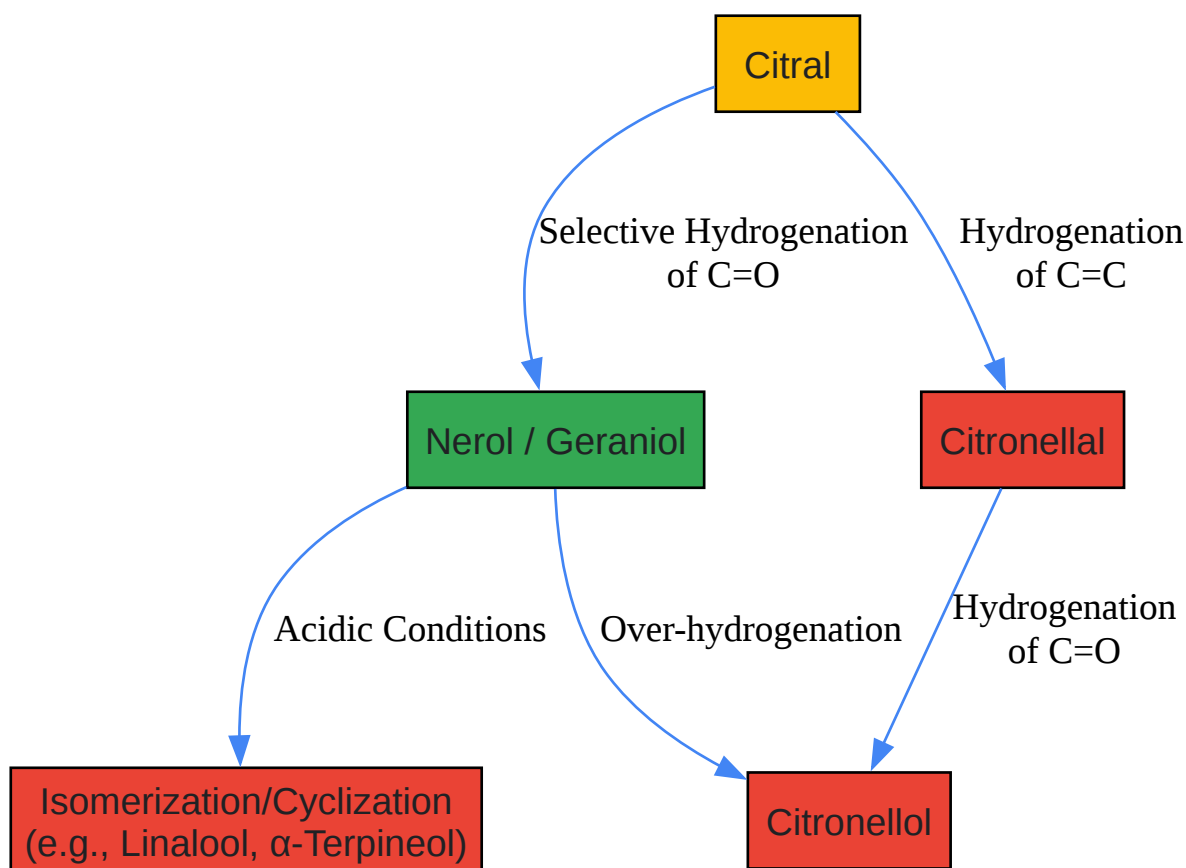 Citral
Selective Hydrogenation
of C=O
Hydrogenation
of C=C
Nerol / Geraniol
Citronellal
Acidic Conditions
Over-hydrogenation
Hydrogenation
of C=O
Isomerization/Cyclization
(e.g., Linalool, α-Terpineol)
Citronellol